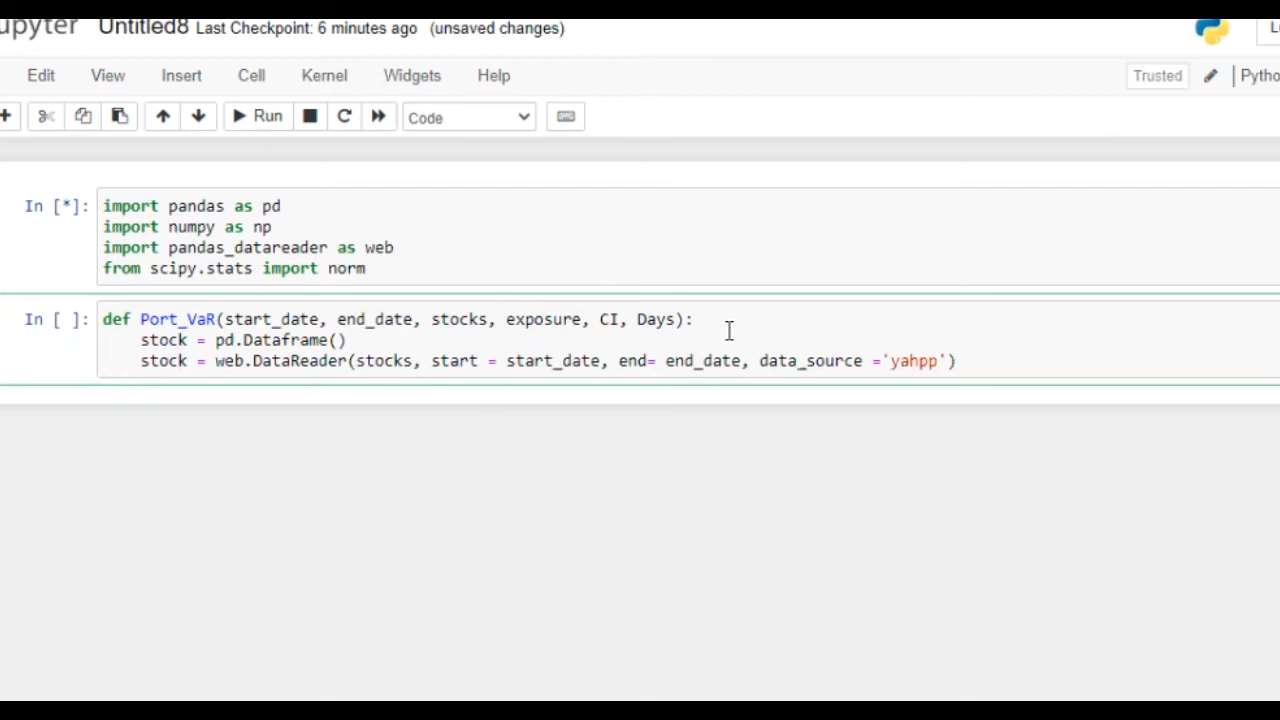 upyter Untitled8 Last Checkpoint: 6 minutes ago (unsaved changes)
Edit View Insert Cell Kernel Widgets Help Trusted Pytho
Run Code
In [*]: import pandas as pd
import numpy as np
import pandas_datareader as web
from scipy.stats import norm
In [ ]: def Port_VaR(start_date, end_date, stocks, exposure, CI, Days):
stock = pd.Dataframe()
stock = web.DataReader(stocks, start = start_date, end= end_date, data_source ='yahpp')